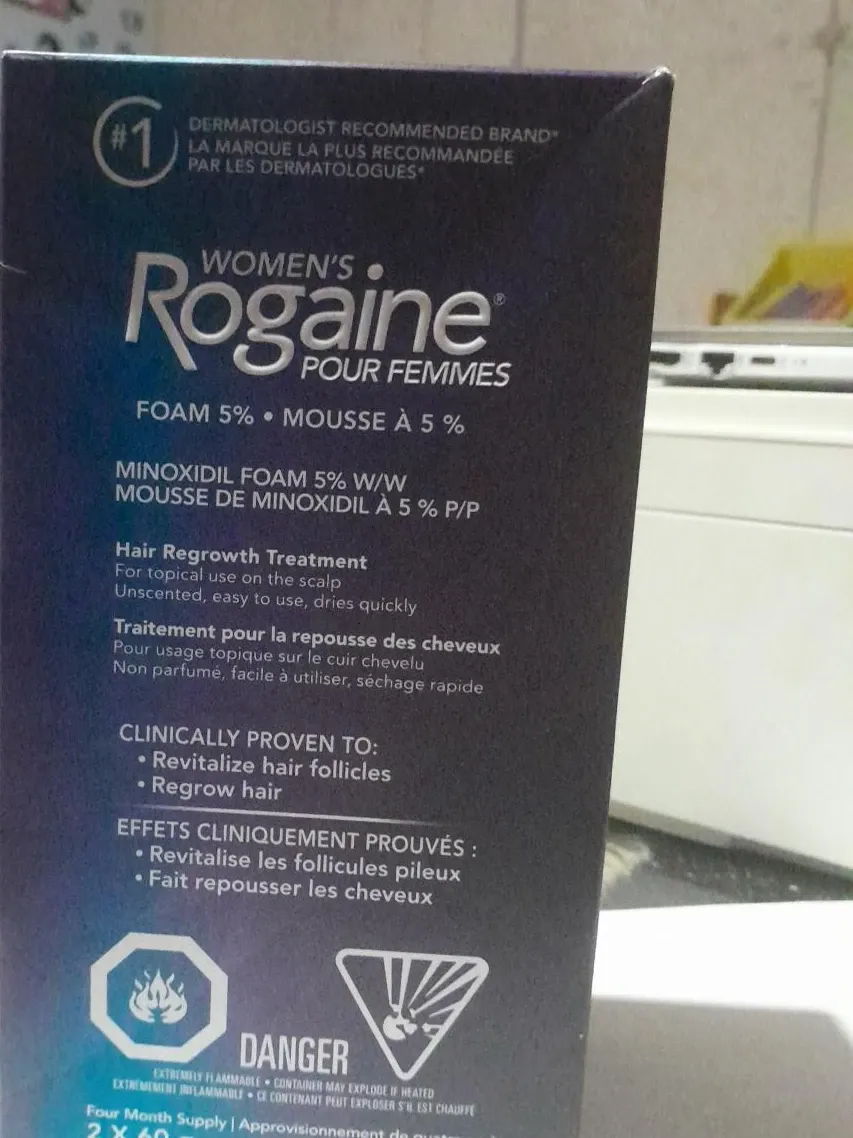 #1
DERMATOLOGIST RECOMMENDED BRAND*
LA MARQUE LA PLUS RECOMMANDÉE
PAR LES DERMATOLOGUES*
WOMEN'S
Rogaine®
POUR FEMMES
FOAM 5% • MOUSSE À 5 %
MINOXIDIL FOAM 5% W/W
MOUSSE DE MINOXIDIL À 5 % P/P
Hair Regrowth Treatment
For topical use on the scalp
Unscented, easy to use, dries quickly
Traitement pour la repousse des cheveux
Pour usage topique sur le cuir chevelu
Non parfumé, facile à utiliser, séchage rapide
CLINICALLY PROVEN TO:
• Revitalize hair follicles
• Regrow hair
EFFETS CLINIQUEMENT PROUVÉS :
• Revitalise les follicules pileux
• Fait repousser les cheveux
DANGER
EXTREMELY FLAMMABLE • CONTAINER MAY EXPLODE IF HEATED
EXTRÊMEMENT INFLAMMABLE • CE CONTENANT PEUT EXPLOSER S'IL EST CHAUFFÉ
Four Month Supply | Approvisionnement de
2 X 60